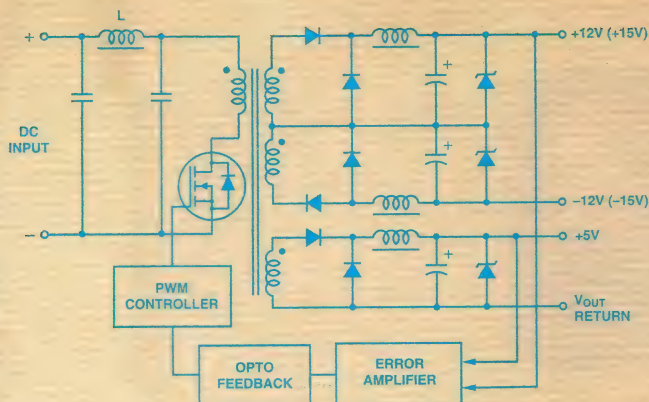 L
+
+12V (+15V)
+
DC
INPUT
+
–
–12V (–15V)
+5V
+
PWM
CONTROLLER
VOUT
RETURN
OPTO
FEEDBACK
ERROR
AMPLIFIER